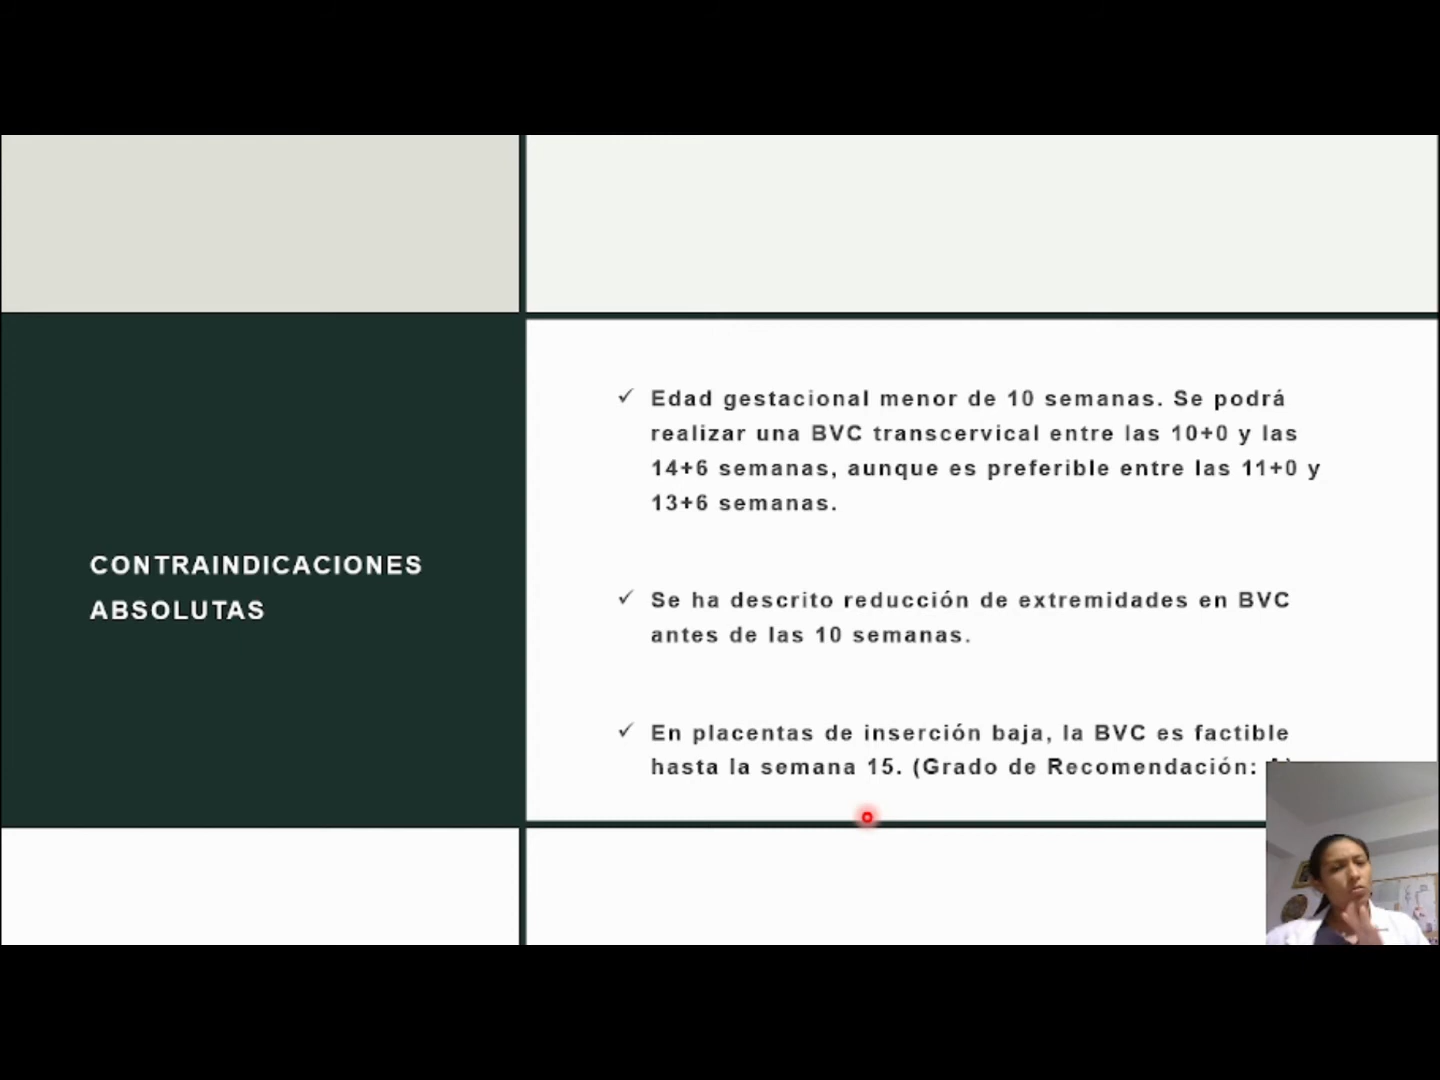 CONTRAINDICACIONES
ABSOLUTAS
✓ Edad gestacional menor de 10 semanas. Se podrá
realizar una BVC transcervical entre las 10+0 y las
14+6 semanas, aunque es preferible entre las 11+0 y
13+6 semanas.
✓ Se ha descrito reducción de extremidades en BVC
antes de las 10 semanas.
✓ En placentas de inserción baja, la BVC es factible
hasta la semana 15. (Grado de Recomendación: